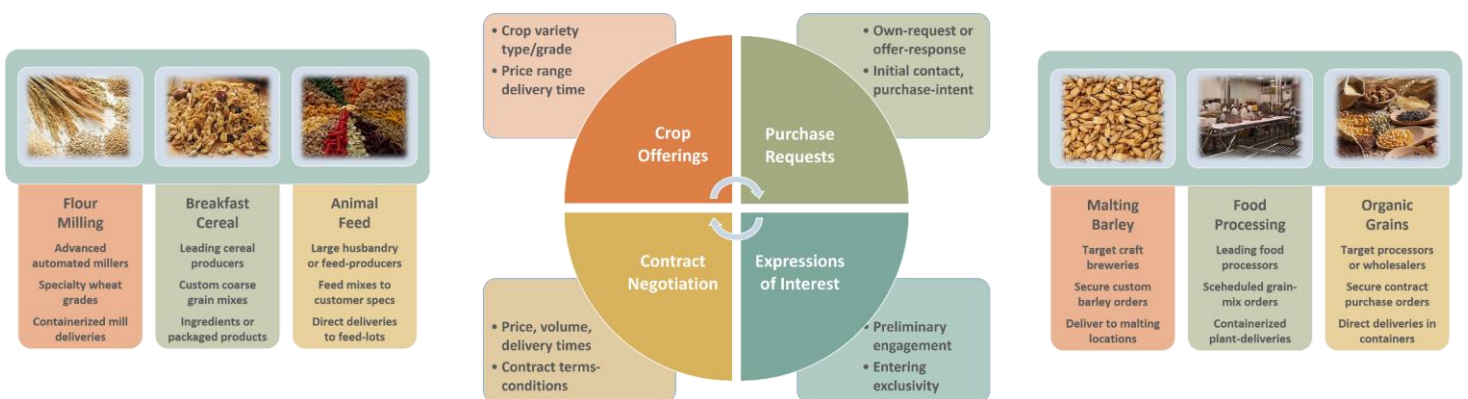 Flour
Milling
Advanced
automated millers
Specialty wheat
grades
Containerized mill
deliveries
Breakfast
Cereal
Leading cereal
producers
Custom coarse
grain mixes
Ingredients or
packaged products
Animal
Feed
Large husbandry
or feed-producers
Feed mixes to
customer specs
Direct deliveries
to feed-lots
• Crop variety
type/grade
• Price range
delivery time
Crop
Offerings
• Own-request or
offer-response
• Initial contact,
purchase-intent
Purchase
Requests
Contract
Negotiation
• Price, volume,
delivery times
• Contract terms-
conditions
Expressions
of Interest
• Preliminary
engagement
• Entering
exclusivity
Malting
Barley
Target craft
breweries
Secure custom
barley orders
Deliver to malting
locations
Food
Processing
Leading food
processors
Sceheduled grain-
mix orders
Containerized
plant-deliveries
Organic
Grains
Target processors
or wholesalers
Secure contract
purchase orders
Direct deliveries in
containers